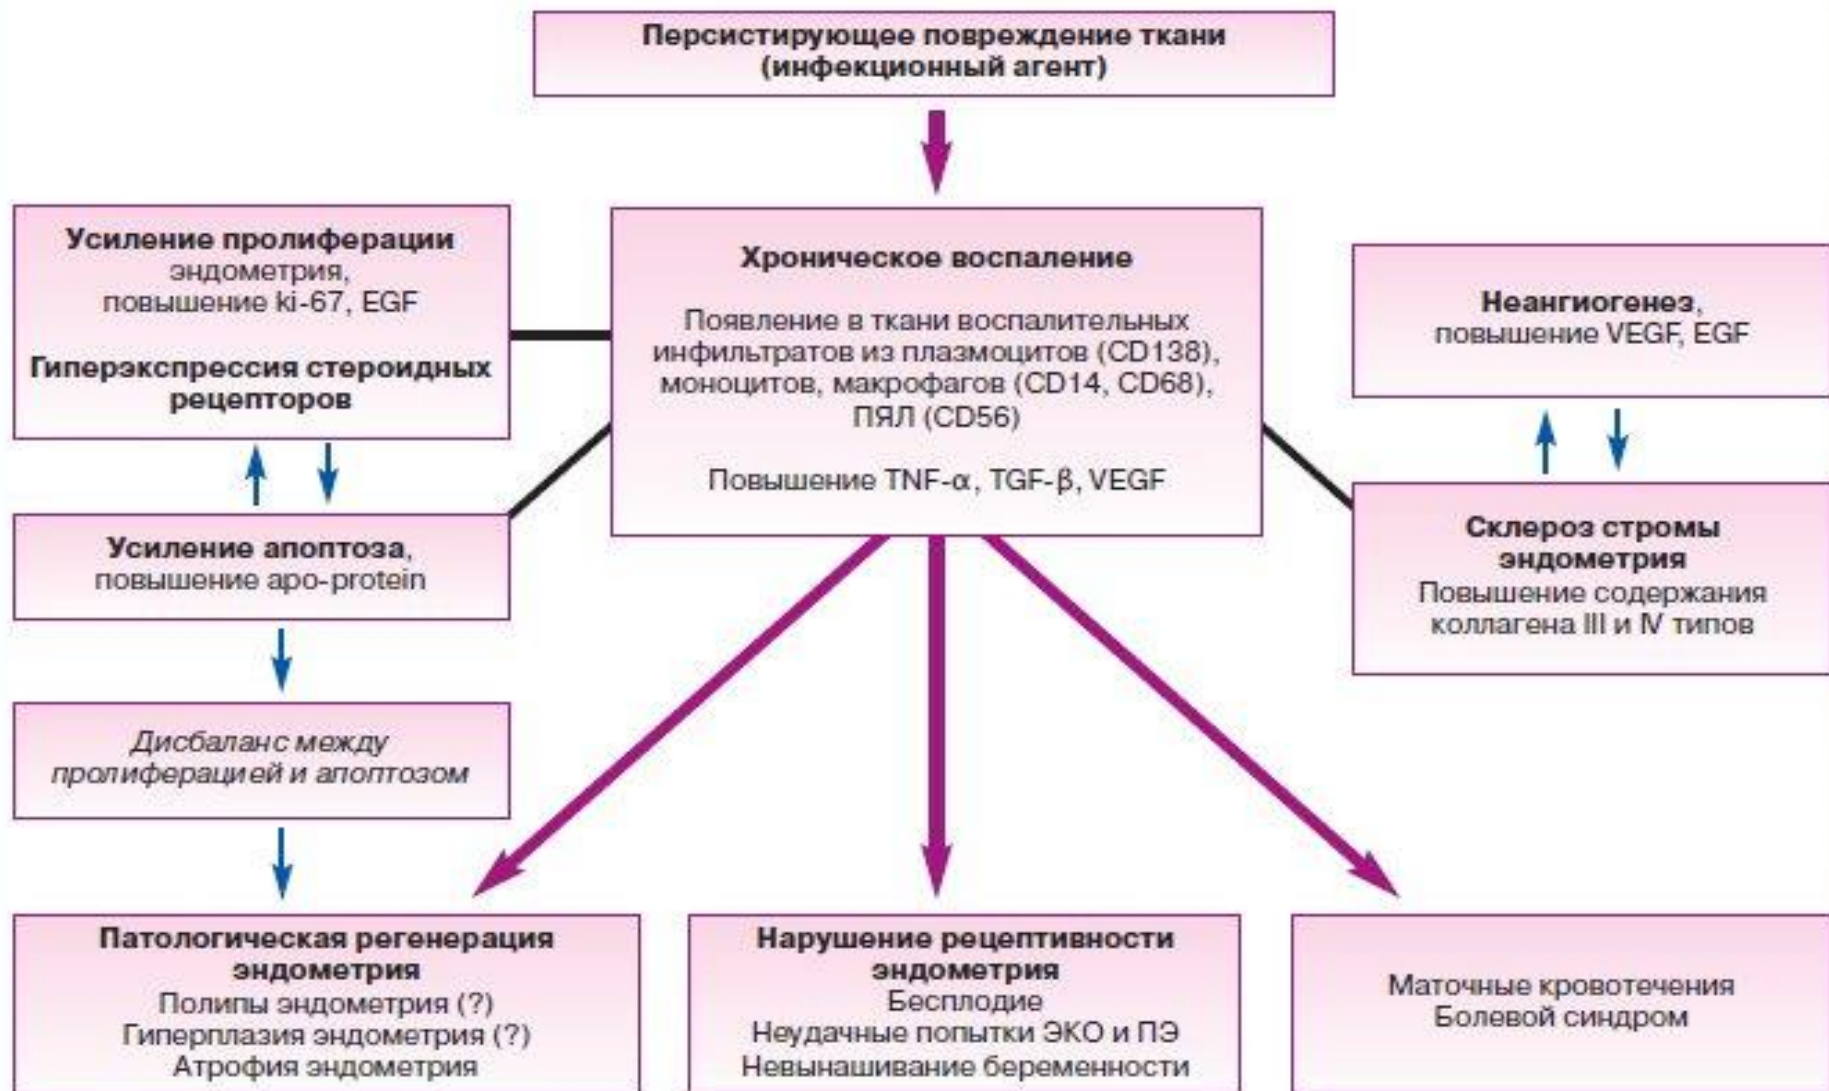 Персистирующее повреждение ткани
(инфекционный агент)
Усиление пролиферации
эндометрия,
повышение ki-67, EGF
Гиперэкспрессия стероидных
рецепторов
Хроническое воспаление
Появление в ткани воспалительных
инфильтратов из плазмоцитов (CD138),
моноцитов, макрофагов (CD14, CD68),
ПЯЛ (CD56)
Повышение TNF-α, TGF-β, VEGF
Неангиогенез,
повышение VEGF, EGF
Усиление апоптоза,
повышение apo-protein
Склероз стромы
эндометрия
Повышение содержания
коллагена III и IV типов
Дисбаланс между
пролиферацией и апоптозом
Патологическая регенерация
эндометрия
Полипы эндометрия (?)
Гиперплазия эндометрия (?)
Атрофия эндометрия
Нарушение рецептивности
эндометрия
Бесплодие
Неудачные попытки ЭКО и ПЭ
Невынашивание беременности
Маточные кровотечения
Болевой синдром